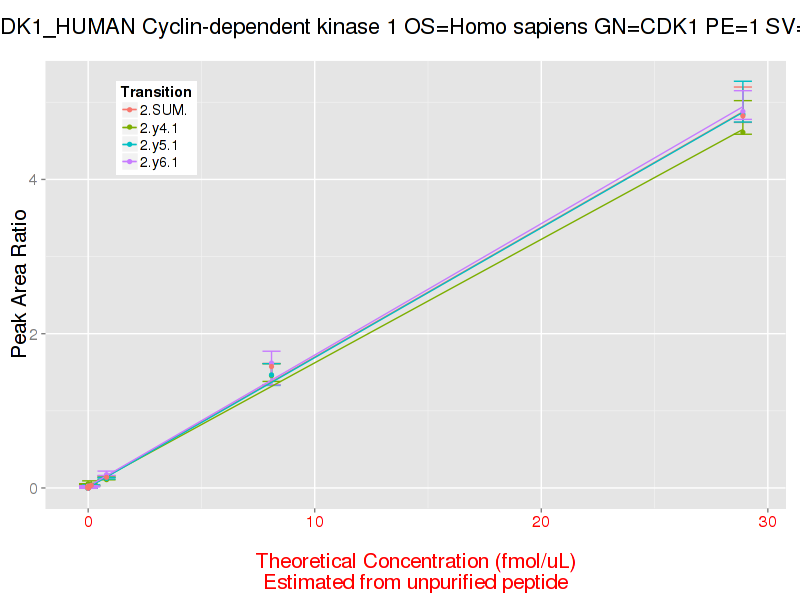 DK1_HUMAN Cyclin-dependent kinase 1 OS=Homo sapiens GN=CDK1 PE=1 SV=
Transition
2.SUM.
2.y4.1
2.y5.1
2.y6.1
4
2
0
Peak Area Ratio
0 10 20 30
Theoretical Concentration (fmol/uL)
Estimated from unpurified peptide